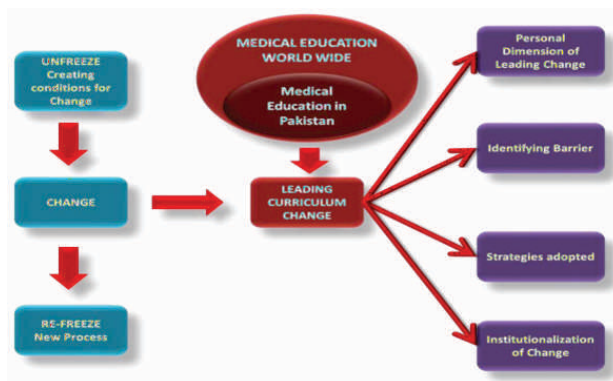 UNFREEZE
Creating
conditions for
Change
CHANGE
RE-FREEZE
New Process
MEDICAL EDUCATION
WORLD WIDE
Medical
Education in
Pakistan
LEADING
CURRICULUM
CHANGE
Personal
Dimension of
Leading Change
Identifying Barrier
Strategies adopted
Institutionalization
of Change